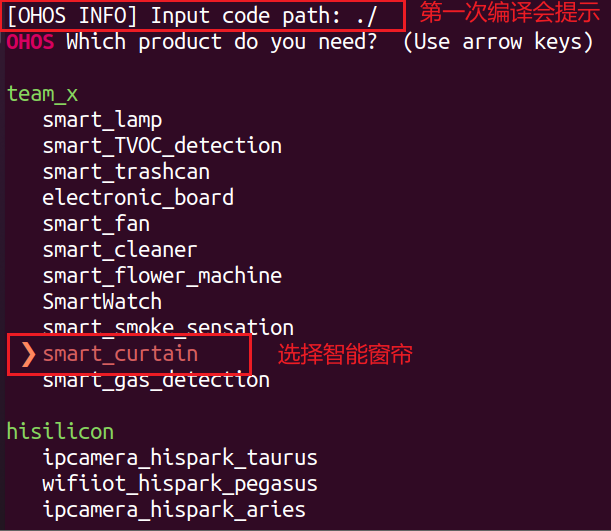 [OHOS INFO] Input code path: ./ 第一次编译会提示
OHOS Which product do you need? (Use arrow keys)
team_x
smart_lamp
smart_TVOC_detection
smart_trashcan
electronic_board
smart_fan
smart_cleaner
smart_flower_machine
SmartWatch
smart_smoke_sensation
❯ smart_curtain 选择智能窗帘
smart_gas_detection
hisilicon
ipcamera_hispark_taurus
wifiiot_hispark_pegasus
ipcamera_hispark_aries